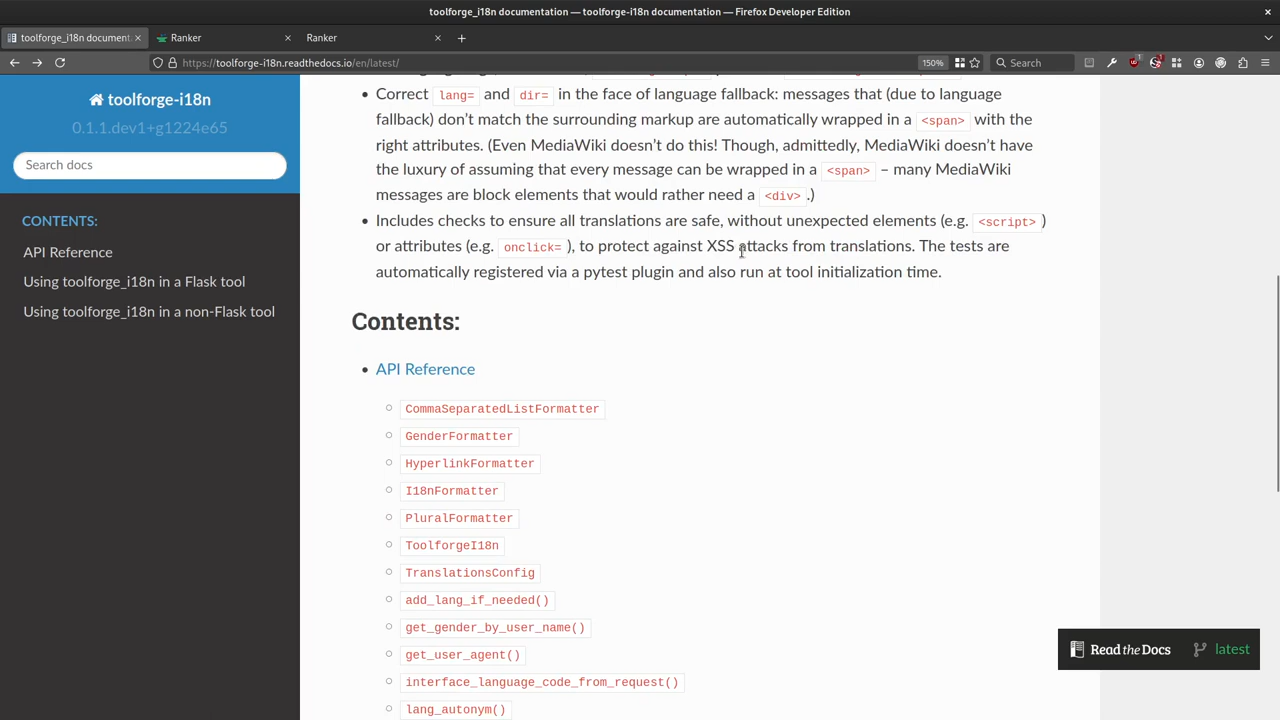 toolforge_i18n documentation — toolforge-i18n documentation — Firefox Developer Edition
toolforge_i18n document
Ranker
Ranker
https://toolforge-i18n.readthedocs.io/en/latest/
150%
Search
toolforge-i18n
0.1.1.dev1+g1224e65
Search docs
CONTENTS:
API Reference
Using toolforge_i18n in a Flask tool
Using toolforge_i18n in a non-Flask tool
Correct lang= and dir= in the face of language fallback: messages that (due to language
fallback) don’t match the surrounding markup are automatically wrapped in a <span> with the
right attributes. (Even MediaWiki doesn’t do this! Though, admittedly, MediaWiki doesn’t have
the luxury of assuming that every message can be wrapped in a <span> – many MediaWiki
messages are block elements that would rather need a <div>.)
Includes checks to ensure all translations are safe, without unexpected elements (e.g. <script>)
or attributes (e.g. onclick=), to protect against XSS attacks from translations. The tests are
automatically registered via a pytest plugin and also run at tool initialization time.
Contents:
API Reference
CommaSeparatedListFormatter
GenderFormatter
HyperlinkFormatter
I18nFormatter
PluralFormatter
ToolforgeI18n
TranslationsConfig
add_lang_if_needed()
get_gender_by_user_name()
get_user_agent()
interface_language_code_from_request()
lang_autonym()
Read the Docs
latest